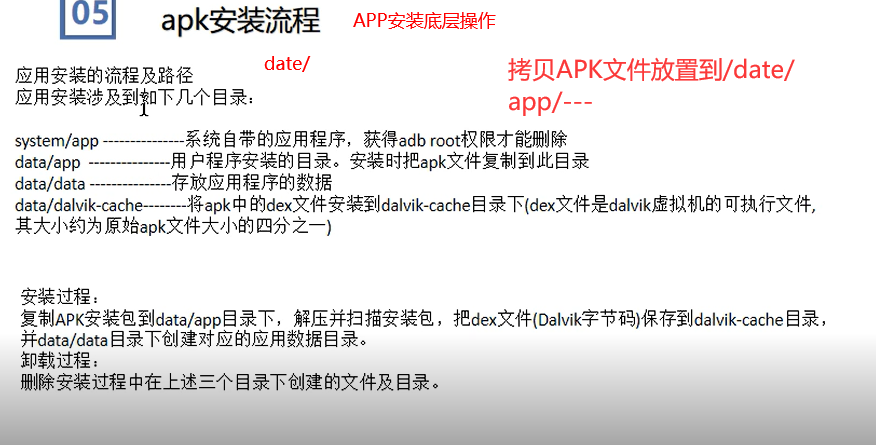 05
apk安装流程
APP安装底层操作
date/
拷贝APK文件放置到/date/
app/---
应用安装的流程及路径
应用安装涉及到如下几个目录：
system/app ---------------系统自带的应用程序，获得adb root权限才能删除
data/app ---------------用户程序安装的目录。安装时把apk文件复制到此目录
data/data ---------------存放应用程序的数据
data/dalvik-cache--------将apk中的dex文件安装到dalvik-cache目录下(dex文件是dalvik虚拟机的可执行文件,
其大小约为原始apk文件大小的四分之一)
安装过程：
复制APK安装包到data/app目录下，解压并扫描安装包，把dex文件(Dalvik字节码)保存到dalvik-cache目录，
并data/data目录下创建对应的应用数据目录。
卸载过程：
删除安装过程中在上述三个目录下创建的文件及目录。